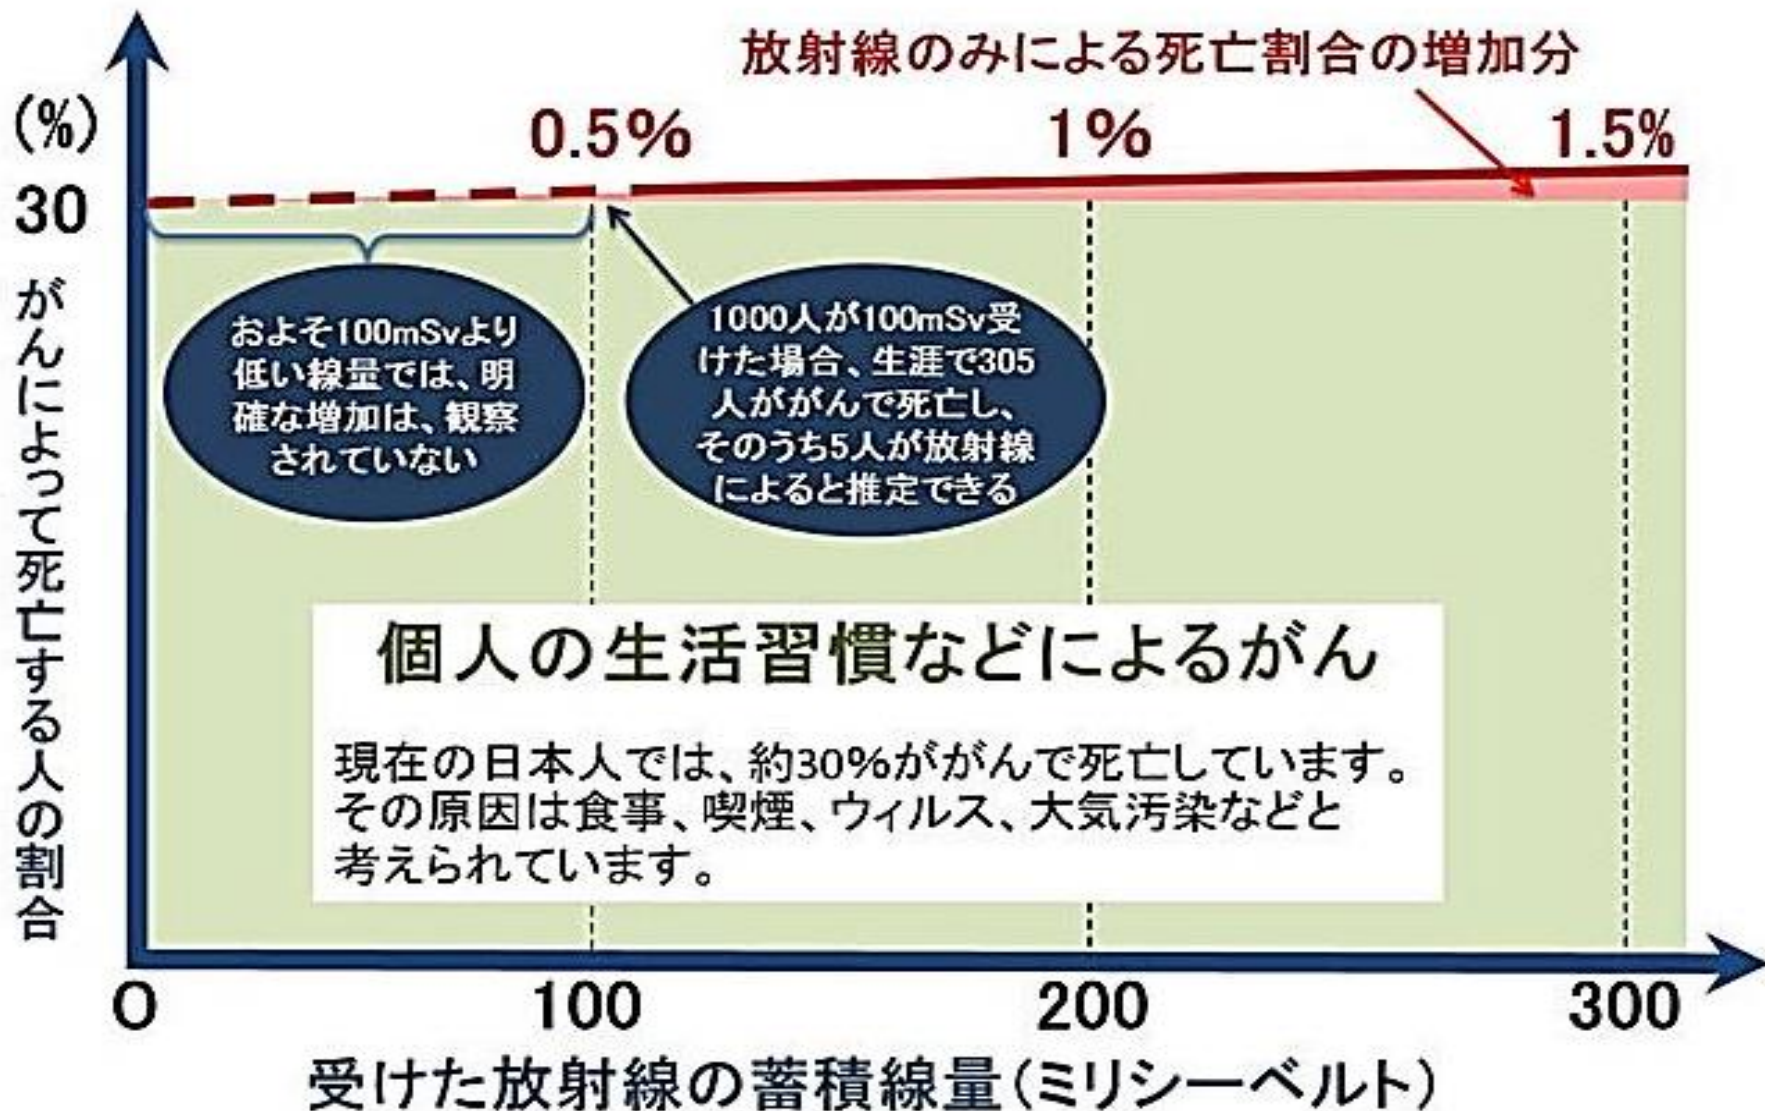 放射線のみによる死亡割合の増加分
(%)
0.5%
1%
1.5%
30
がんによって死亡する人の割合
およそ100mSvより
低い線量では、明
確な増加は、観察
されていない
1000人が100mSv受
けた場合、生涯で305
人ががんで死亡し、
そのうち5人が放射線
によると推定できる
個人の生活習慣などによるがん
現在の日本人では、約30%ががんで死亡しています。
その原因は食事、喫煙、ウィルス、大気汚染などと
考えられています。
O
100
200
300
受けた放射線の蓄積線量(ミリシーベルト)